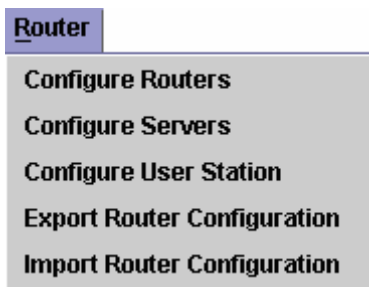 Router
Configure Routers
Configure Servers
Configure User Station
Export Router Configuration
Import Router Configuration